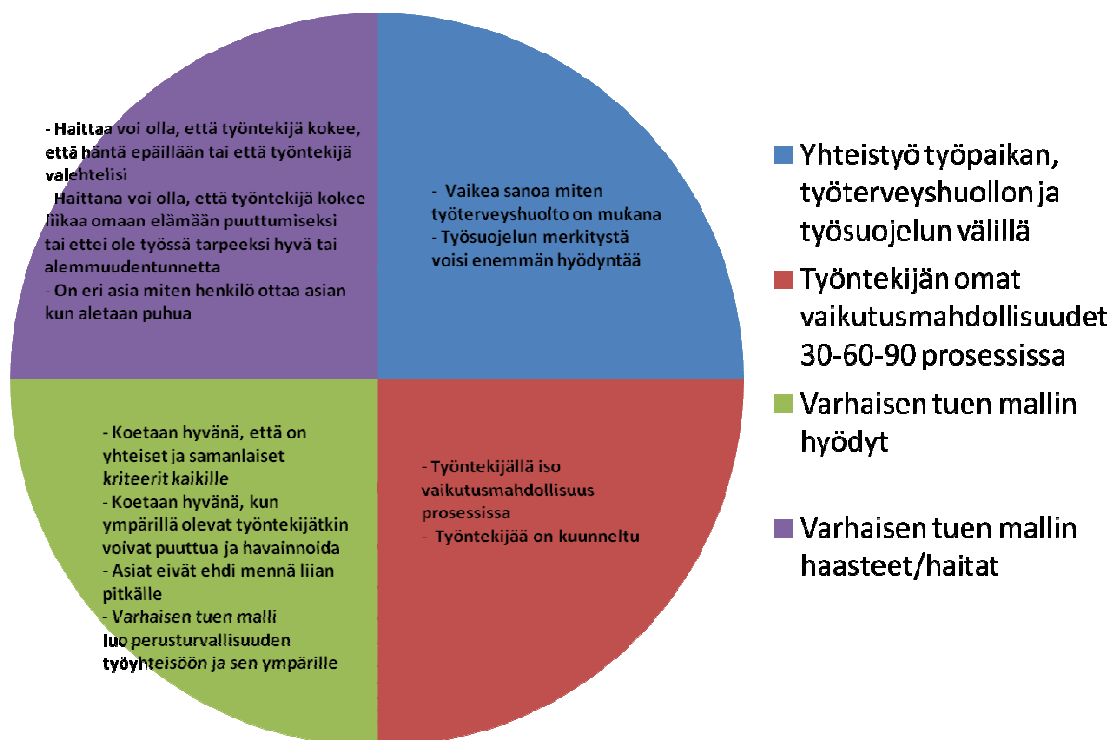 - Haittaa voi olla, että työntekijä kokee,
että häntä epäillään tai että työntekijä
valehtelisi
- Haittana voi olla, että työntekijä kokee
liikaa omaan elämään puuttumiseksi
tai ettei ole työssä tarpeeksi hyvä tai
alemmuudentunnetta
- On eri asia miten henkilö ottaa asian
kun aletaan puhua
- Vaikea sanoa miten
työterveyshuolto on mukana
- Työsuojelun merkitystä
voisi enemmän hyödyntää
- Koetaan hyvänä, että on
yhteiset ja samanlaiset
kriteerit kaikille
- Koetaan hyvänä, kun
ympärillä olevat työntekijätkin
voivat puuttua ja havainnoida
- Asiat eivät ehdi mennä liian
pitkälle
- Varhaisen tuen malli
luo perusturvallisuuden
työyhteisöön ja sen ympärille
- Työntekijällä iso
vaikutusmahdollisuus
prosessissa
- Työntekijää on kuunneltu
Yhteistyö työpaikan,
työterveyshuollon ja
työsuojelun välillä
Työntekijän omat
vaikutusmahdollisuudet
30-60-90 prosessissa
Varhaisen tuen mallin
hyödyt
Varhaisen tuen mallin
haasteet/haitat